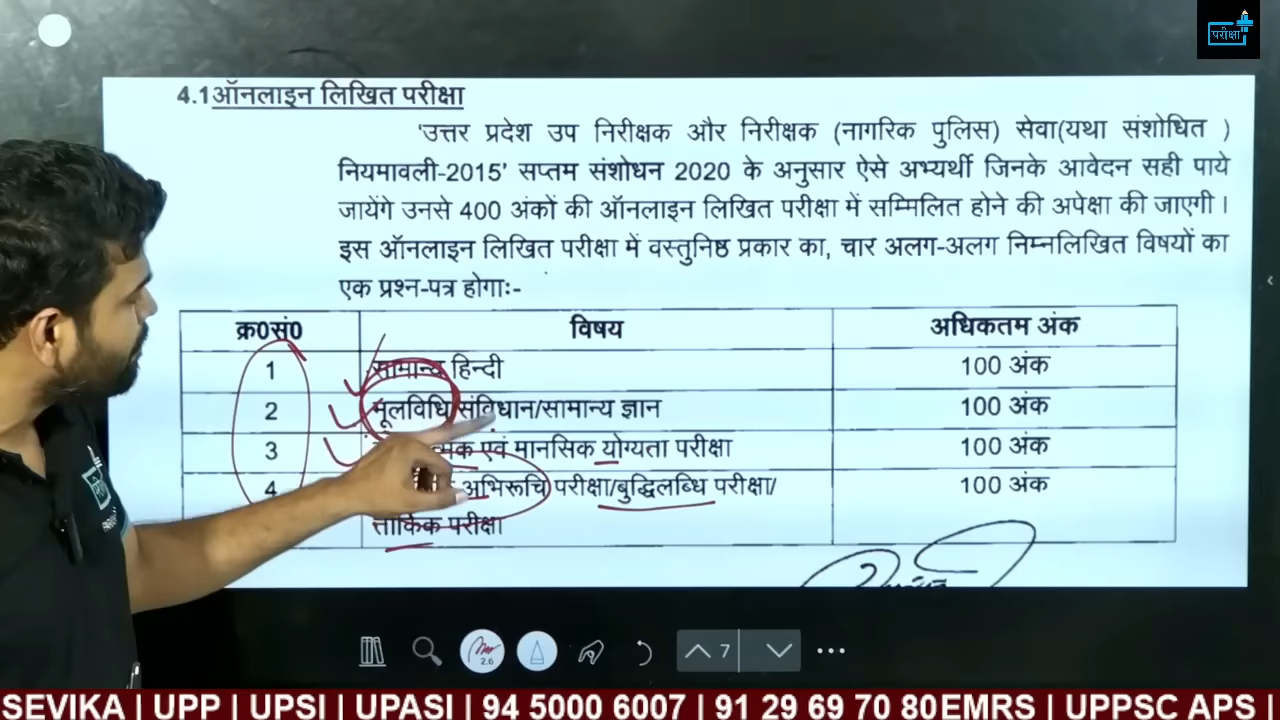 परीक्षा
4.1ऑनलाइन लिखित परीक्षा
'उत्तर प्रदेश उप निरीक्षक और निरीक्षक (नागरिक पुलिस) सेवा(यथा संशोधित )
नियमावली-2015' सप्तम संशोधन 2020 के अनुसार ऐसे अभ्यर्थी जिनके आवेदन सही पाये
जायेंगे उनसे 400 अंकों की ऑनलाइन लिखित परीक्षा में सम्मिलित होने की अपेक्षा की जाएगी।
इस ऑनलाइन लिखित परीक्षा में वस्तुनिष्ठ प्रकार का, चार अलग-अलग निम्नलिखित विषयों का
एक प्रश्न-पत्र होगाः-
क्र0सं0 विषय अधिकतम अंक
1 सामान्य हिन्दी 100 अंक
2 मूलविधि/संविधान/सामान्य ज्ञान 100 अंक
3 एवं मानसिक योग्यता परीक्षा 100 अंक
4 अभिरूचि परीक्षा/बुद्धिलब्धि परीक्षा/ 100 अंक
तार्किक परीक्षा
2.6
7
SEVIKA | UPP | UPSI | UPASI | 94 5000 6007 | 91 29 69 70 80EMRS | UPPSC APS |